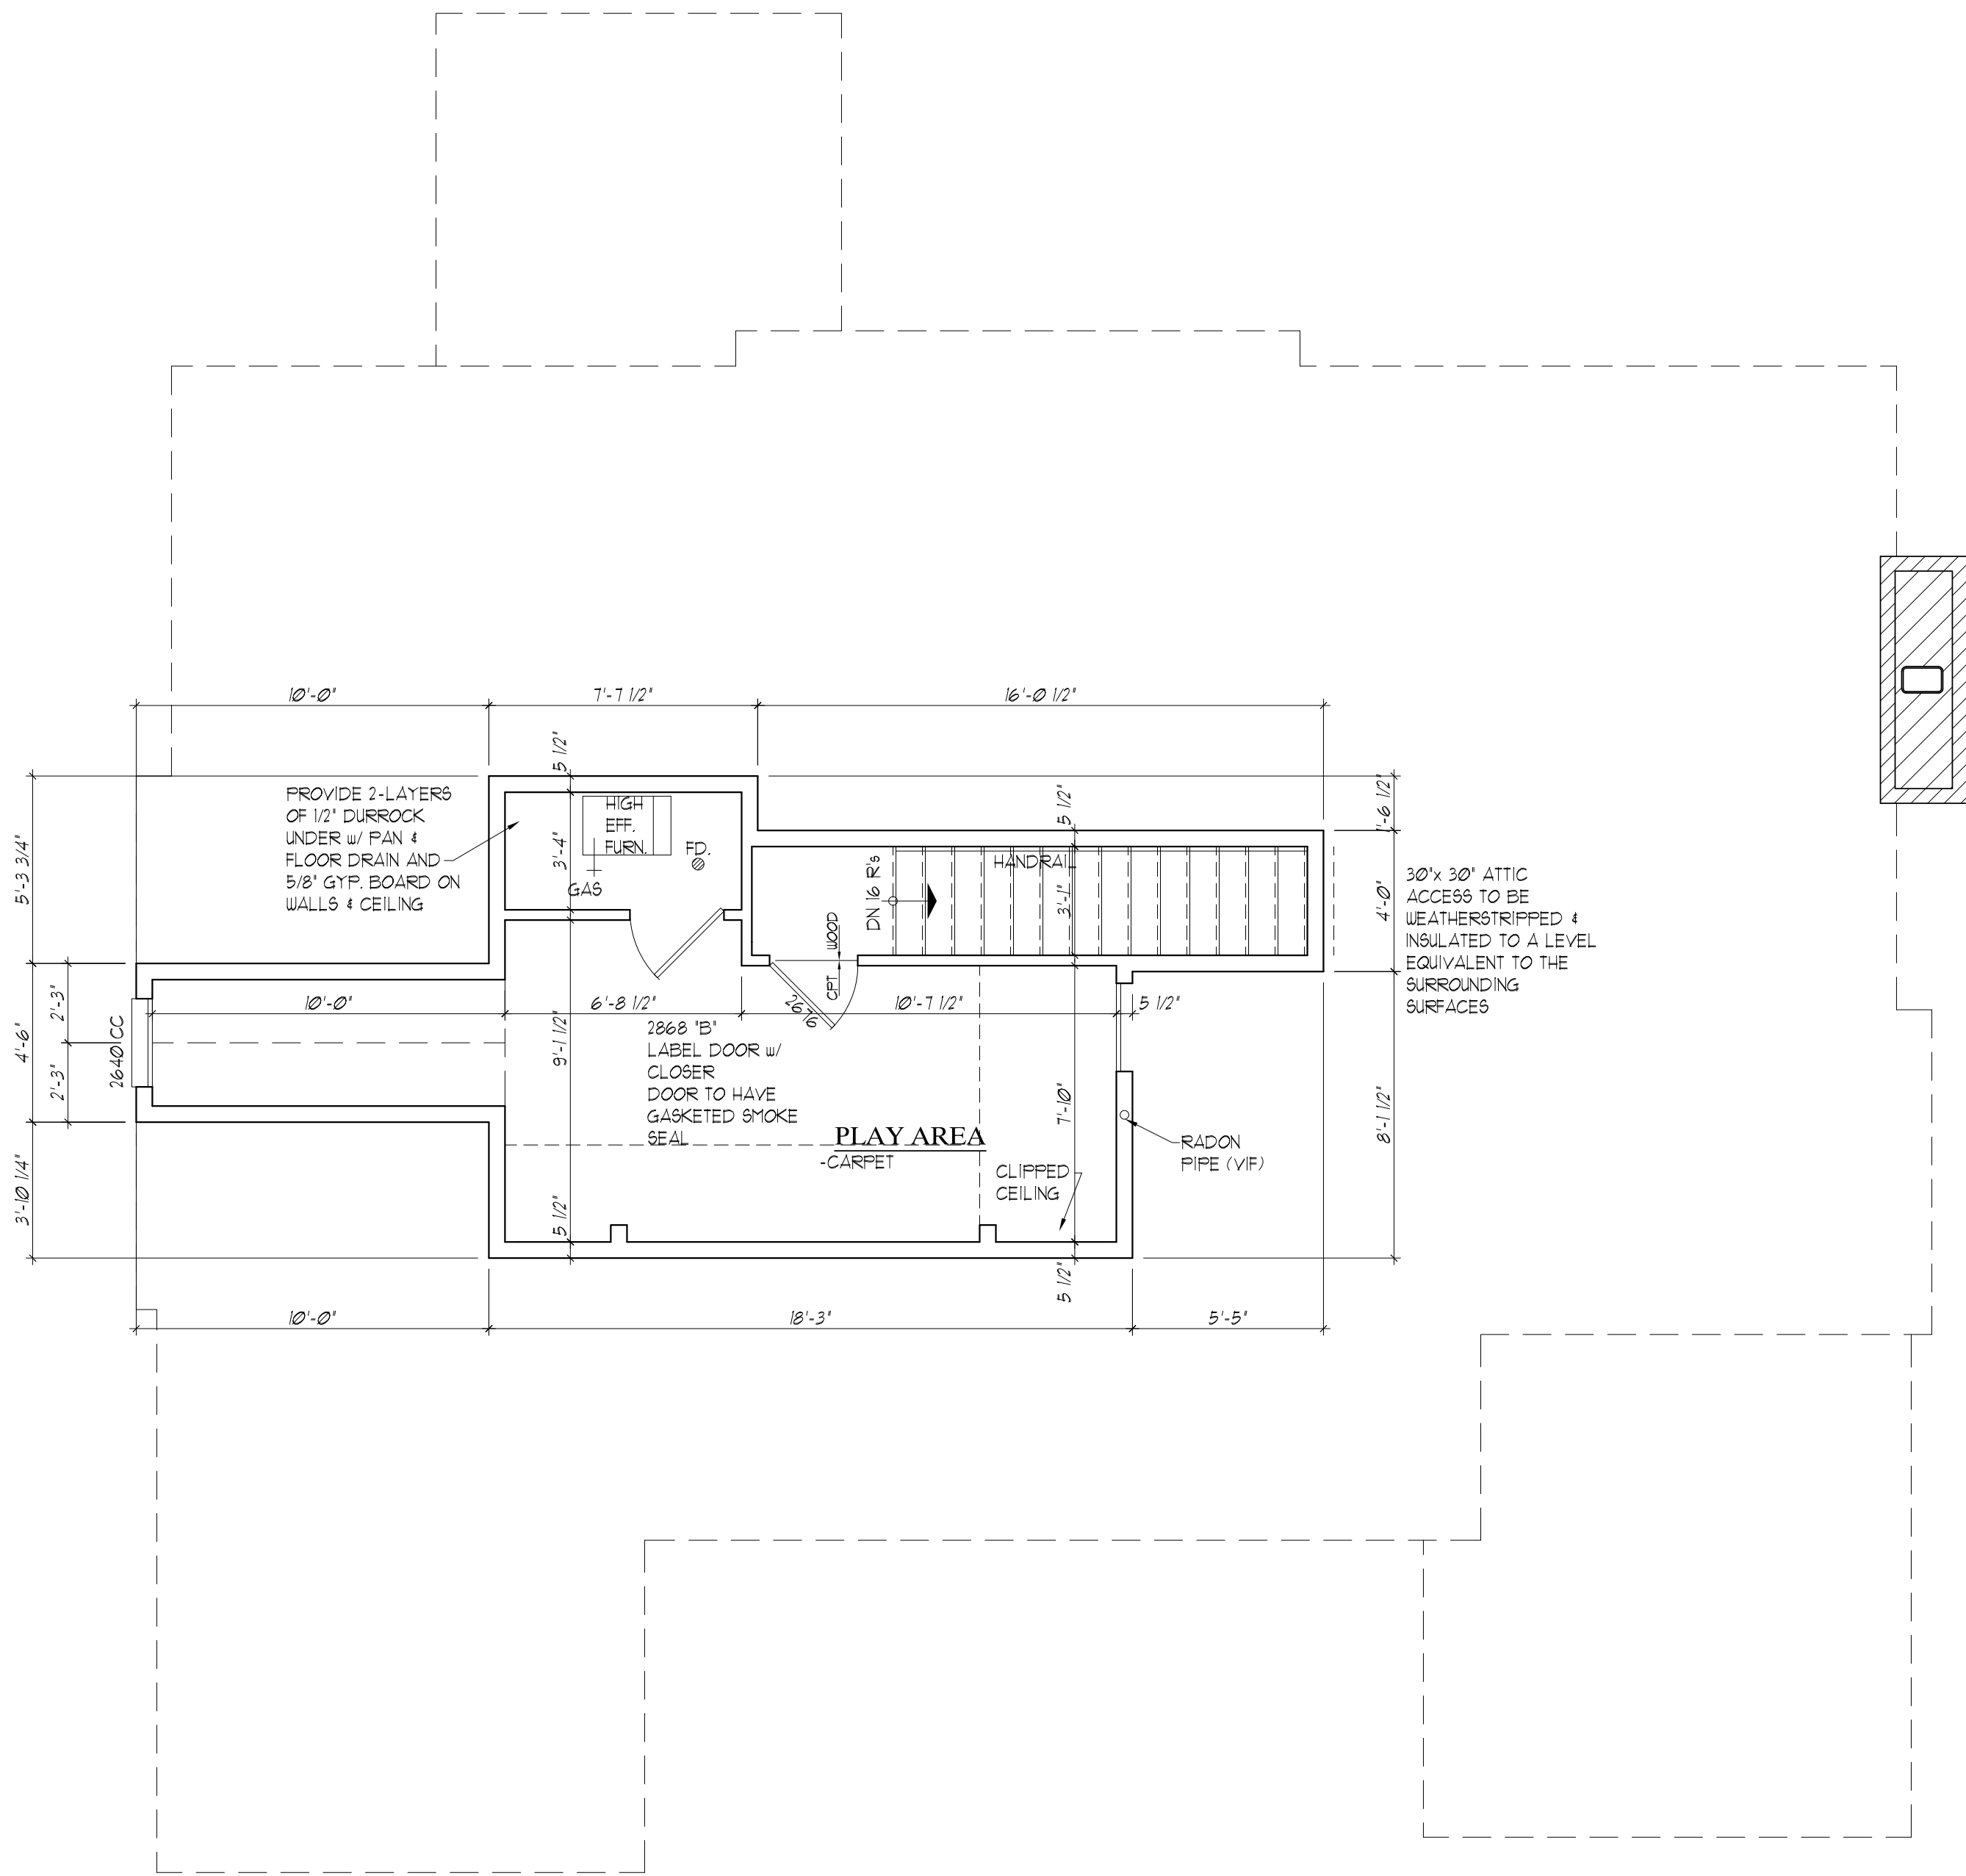 10'-0"
7'-7 1/2"
16'-0 1/2"
5 1/2"
5 1/2"
1'-6 1/2"
PROVIDE 2-LAYERS
OF 1/2" DURROCK
UNDER w/ PAN &
FLOOR DRAIN AND
5/8" GYP. BOARD ON
WALLS & CEILING
HIGH
EFF.
FURN.
FD.
GAS
3'-4"
5'-3 3/4"
DN 16 R's
HANDRAIL
3'-1"
4'-0"
30"x 30" ATTIC
ACCESS TO BE
WEATHERSTRIPPED &
INSULATED TO A LEVEL
EQUIVALENT TO THE
SURROUNDING
SURFACES
WOOD
CPT
2676
10'-0"
6'-8 1/2"
10'-7 1/2"
5 1/2"
2'-3"
4'-6"
2'-3"
26401CC
9'-1 1/2"
2868 "B"
LABEL DOOR w/
CLOSER
DOOR TO HAVE
GASKETED SMOKE
SEAL
PLAY AREA
-CARPET
7'-10"
8'-1 1/2"
RADON
PIPE (VIF)
CLIPPED
CEILING
3'-10 1/4"
5 1/2"
5 1/2"
10'-0"
18'-3"
5'-5"